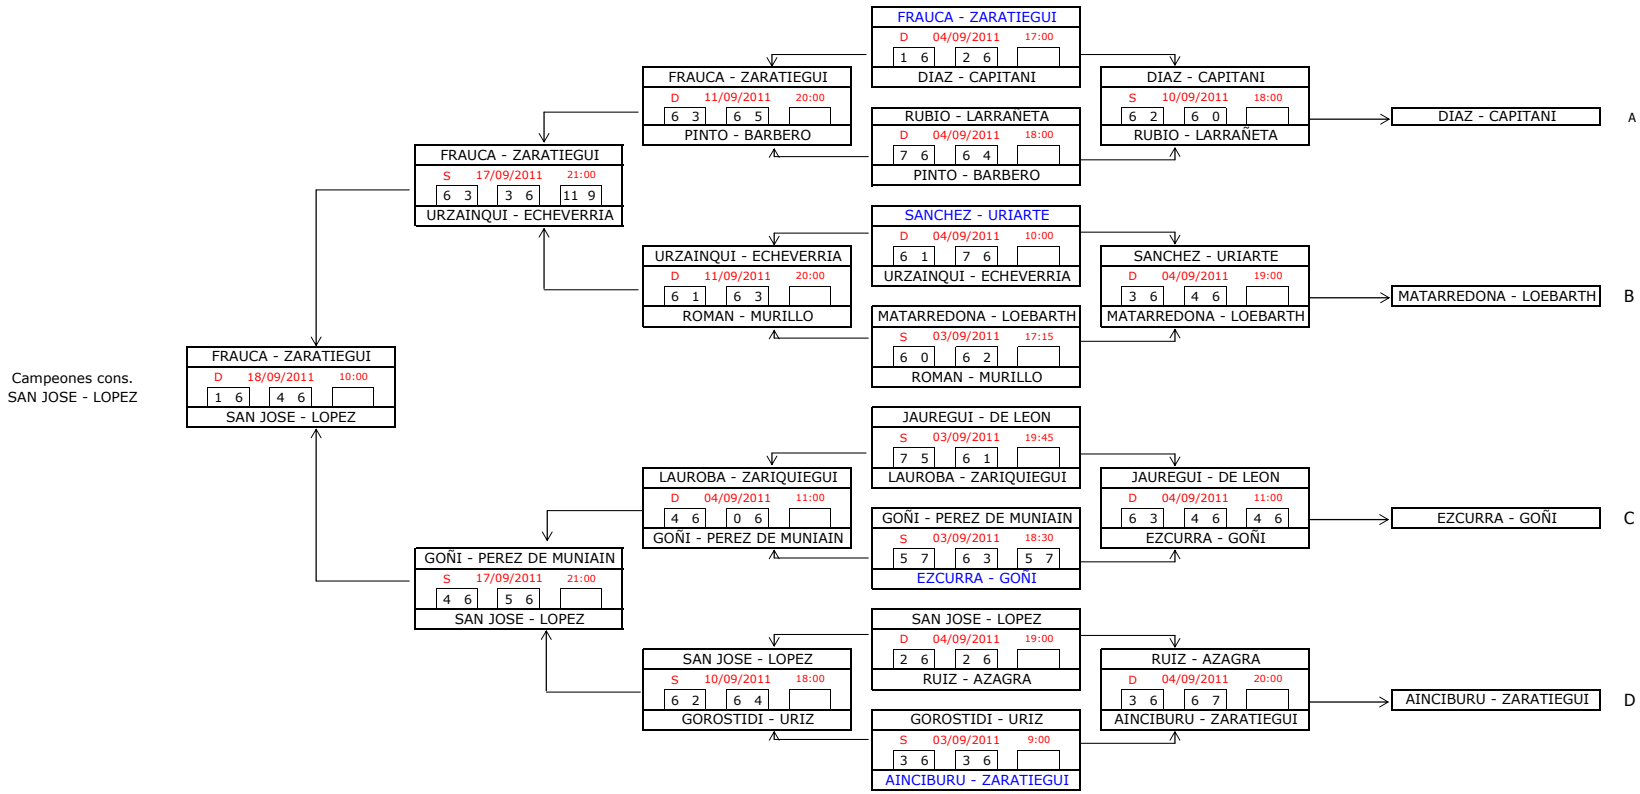 FRAUCA - ZARATIEGUI
D 04/09/2011 17:00
1 6 2 6
DIAZ - CAPITANI
FRAUCA - ZARATIEGUI
D 11/09/2011 20:00
6 3 6 5
PINTO - BARBERO
DIAZ - CAPITANI
S 10/09/2011 18:00
6 2 6 0
RUBIO - LARRAÑETA
DIAZ - CAPITANI A
RUBIO - LARRAÑETA
D 04/09/2011 18:00
7 6 6 4
PINTO - BARBERO
FRAUCA - ZARATIEGUI
S 17/09/2011 21:00
6 3 3 6 11 9
URZAINQUI - ECHEVERRIA
SANCHEZ - URIARTE
D 04/09/2011 10:00
6 1 7 6
URZAINQUI - ECHEVERRIA
URZAINQUI - ECHEVERRIA
D 11/09/2011 20:00
6 1 6 3
ROMAN - MURILLO
SANCHEZ - URIARTE
D 04/09/2011 19:00
3 6 4 6
MATARREDONA - LOEBARTH
MATARREDONA - LOEBARTH B
MATARREDONA - LOEBARTH
S 03/09/2011 17:15
6 0 6 2
ROMAN - MURILLO
FRAUCA - ZARATIEGUI
D 18/09/2011 10:00
1 6 4 6
SAN JOSE - LOPEZ
Campeones cons.
SAN JOSE - LOPEZ
JAUREGUI - DE LEON
S 03/09/2011 19:45
7 5 6 1
LAUROBA - ZARIQUIEGUI
LAUROBA - ZARIQUIEGUI
D 04/09/2011 11:00
4 6 0 6
GOÑI - PEREZ DE MUNIAIN
JAUREGUI - DE LEON
D 04/09/2011 11:00
6 3 4 6 4 6
EZCURRA - GOÑI
EZCURRA - GOÑI C
GOÑI - PEREZ DE MUNIAIN
S 03/09/2011 18:30
5 7 6 3 5 7
EZCURRA - GOÑI
GOÑI - PEREZ DE MUNIAIN
S 17/09/2011 21:00
4 6 5 6
SAN JOSE - LOPEZ
SAN JOSE - LOPEZ
D 04/09/2011 19:00
2 6 2 6
RUIZ - AZAGRA
SAN JOSE - LOPEZ
S 10/09/2011 18:00
6 2 6 4
GOROSTIDI - URIZ
RUIZ - AZAGRA
D 04/09/2011 20:00
3 6 6 7
AINCIBURU - ZARATIEGUI
AINCIBURU - ZARATIEGUI D
GOROSTIDI - URIZ
S 03/09/2011 9:00
3 6 3 6
AINCIBURU - ZARATIEGUI